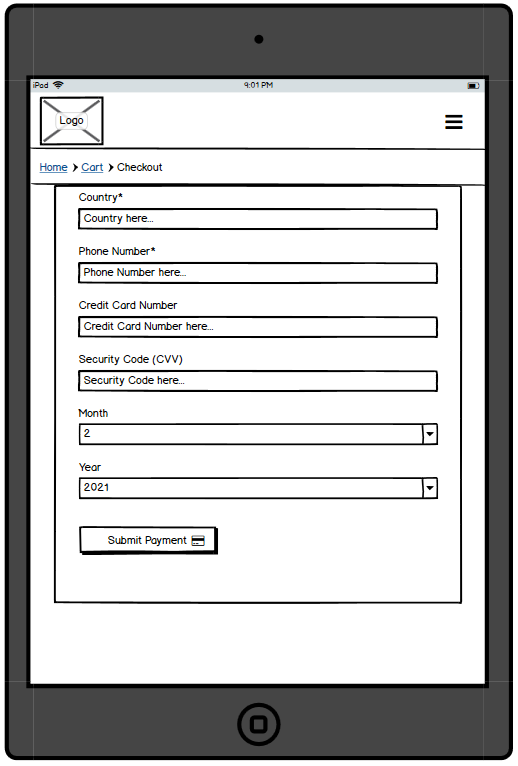 iPad 9:01 PM
Logo
Home > Cart > Checkout
Country*
Country here...
Phone Number*
Phone Number here...
Credit Card Number
Credit Card Number here...
Security Code (CVV)
Security Code here...
Month
2
Year
2021
Submit Payment